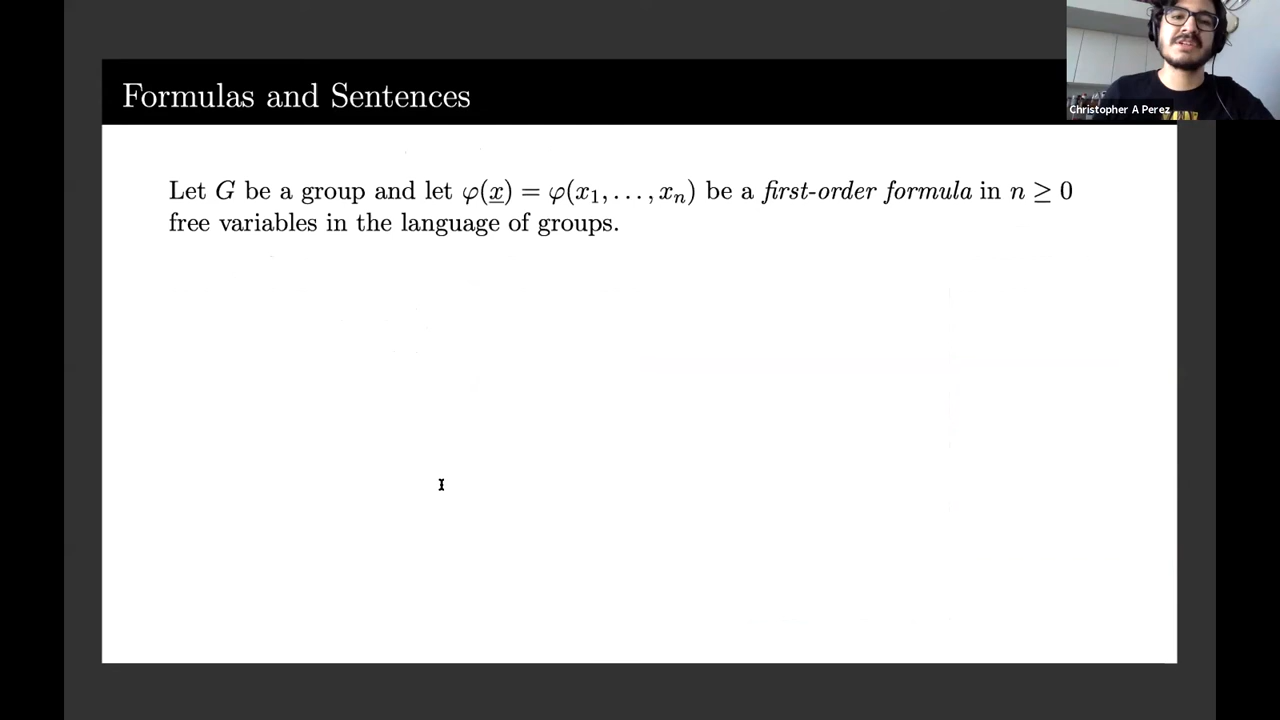 Formulas and Sentences
Christopher A Perez
Let G be a group and let φ(x̲) = φ(x₁, . . . , xₙ) be a first-order formula in n ≥ 0
free variables in the language of groups.